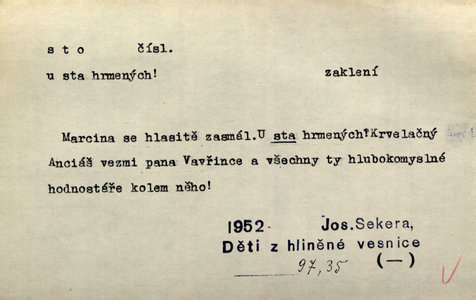 s t o čísl.
u sta hrmených! zaklení
Marcina se hlasitě zasmál.U sta hrmených!Krvelačný
Anciáš vezmi pana Vavřince a všechny ty hlubokomyslné
hodnostáře kolem něho!
1952 Jos.Sekera,
Děti z hliněné vesnice
97,35 (—)